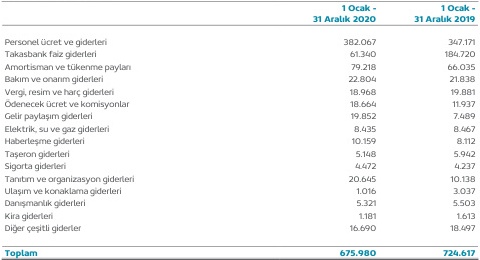 1 Ocak - 1 Ocak -
31 Aralık 2020 31 Aralık 2019
Personel ücret ve giderleri 382.067 347.171
Takasbank faiz giderleri 61.340 184.720
Amortisman ve tükenme payları 79.218 66.035
Bakım ve onarım giderleri 22.804 21.838
Vergi, resim ve harç giderleri 18.968 19.881
Ödenecek ücret ve komisyonlar 18.664 11.937
Gelir paylaşım giderleri 19.852 7.489
Elektrik, su ve gaz giderleri 8.435 8.467
Haberleşme giderleri 10.159 8.112
Taşeron giderleri 5.148 5.942
Sigorta giderleri 4.472 4.237
Tanıtım ve organizasyon giderleri 20.645 10.138
Ulaşım ve konaklama giderleri 1.016 3.037
Danışmanlık giderleri 5.321 5.503
Kira giderleri 1.181 1.613
Diğer çeşitli giderler 16.690 18.497
Toplam 675.980 724.617